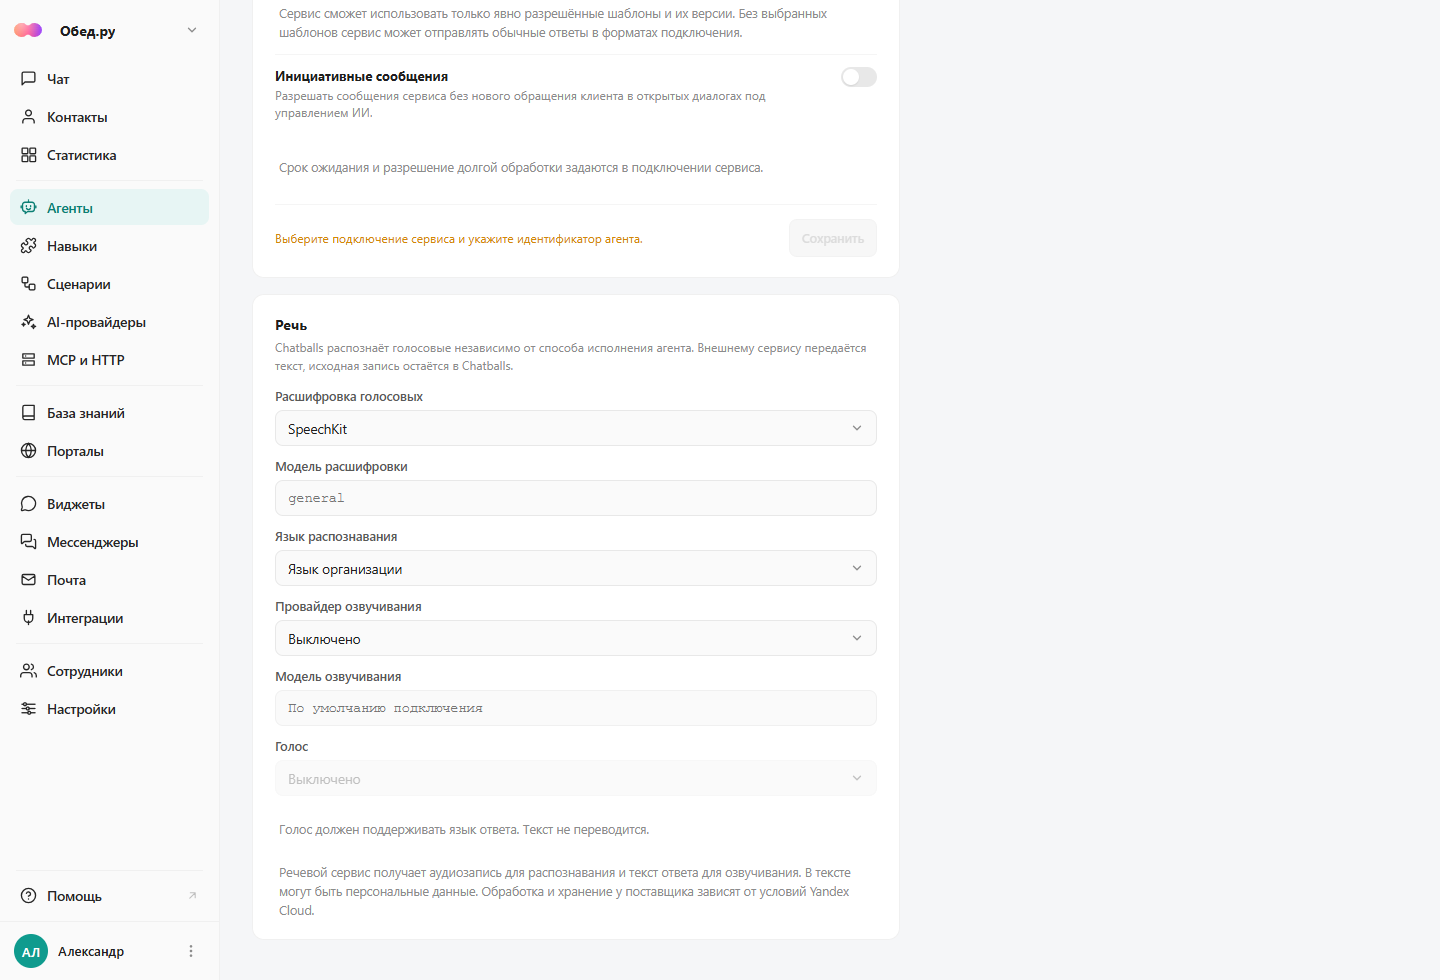 Обед.ру
Чат
Контакты
Статистика
Агенты
Навыки
Сценарии
AI-провайдеры
MCP и HTTP
База знаний
Порталы
Виджеты
Мессенджеры
Почта
Интеграции
Сотрудники
Настройки
Помощь
АЛ
Александр
Сервис сможет использовать только явно разрешённые шаблоны и их версии. Без выбранных
шаблонов сервис может отправлять обычные ответы в форматах подключения.
Инициативные сообщения
Разрешать сообщения сервиса без нового обращения клиента в открытых диалогах под
управлением ИИ.
Срок ожидания и разрешение долгой обработки задаются в подключении сервиса.
Выберите подключение сервиса и укажите идентификатор агента.
Сохранить
Речь
Chatballs распознаёт голосовые независимо от способа исполнения агента. Внешнему сервису передаётся
текст, исходная запись остаётся в Chatballs.
Расшифровка голосовых
SpeechKit
Модель расшифровки
general
Язык распознавания
Язык организации
Провайдер озвучивания
Выключено
Модель озвучивания
По умолчанию подключения
Голос
Выключено
Голос должен поддерживать язык ответа. Текст не переводится.
Речевой сервис получает аудиозапись для распознавания и текст ответа для озвучивания. В тексте
могут быть персональные данные. Обработка и хранение у поставщика зависят от условий Yandex
Cloud.